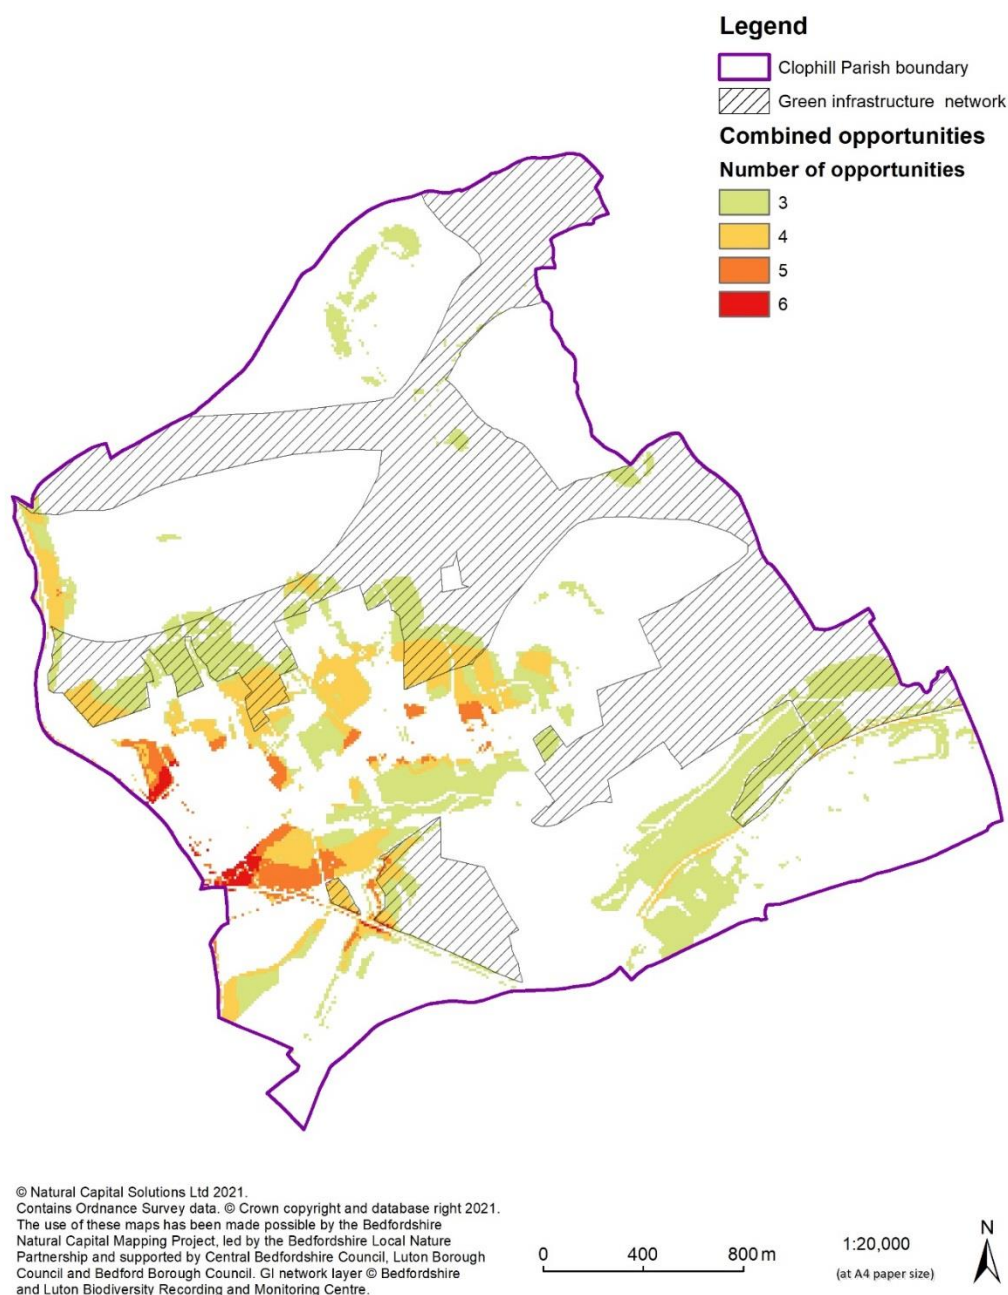 Legend
Clophill Parish boundary
Green infrastructure network
Combined opportunities
Number of opportunities
3
4
5
6
© Natural Capital Solutions Ltd 2021.
Contains Ordnance Survey data. © Crown copyright and database right 2021.
The use of these maps has been made possible by the Bedfordshire
Natural Capital Mapping Project, led by the Bedfordshire Local Nature
Partnership and supported by Central Bedfordshire Council, Luton Borough
Council and Bedford Borough Council. GI network layer © Bedfordshire
and Luton Biodiversity Recording and Monitoring Centre.
0 400 800 m
1:20,000
(at A4 paper size)
N